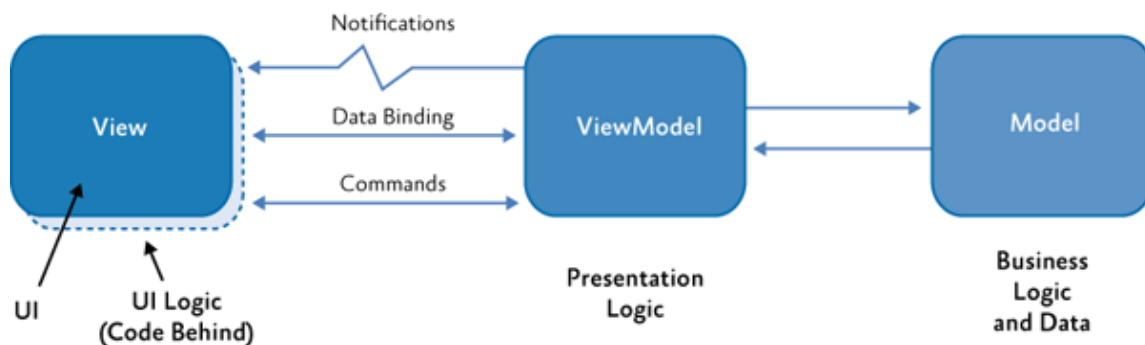 Notifications
View
Data Binding
ViewModel
Model
Commands
UI
UI Logic
(Code Behind)
Presentation
Logic
Business
Logic
and Data